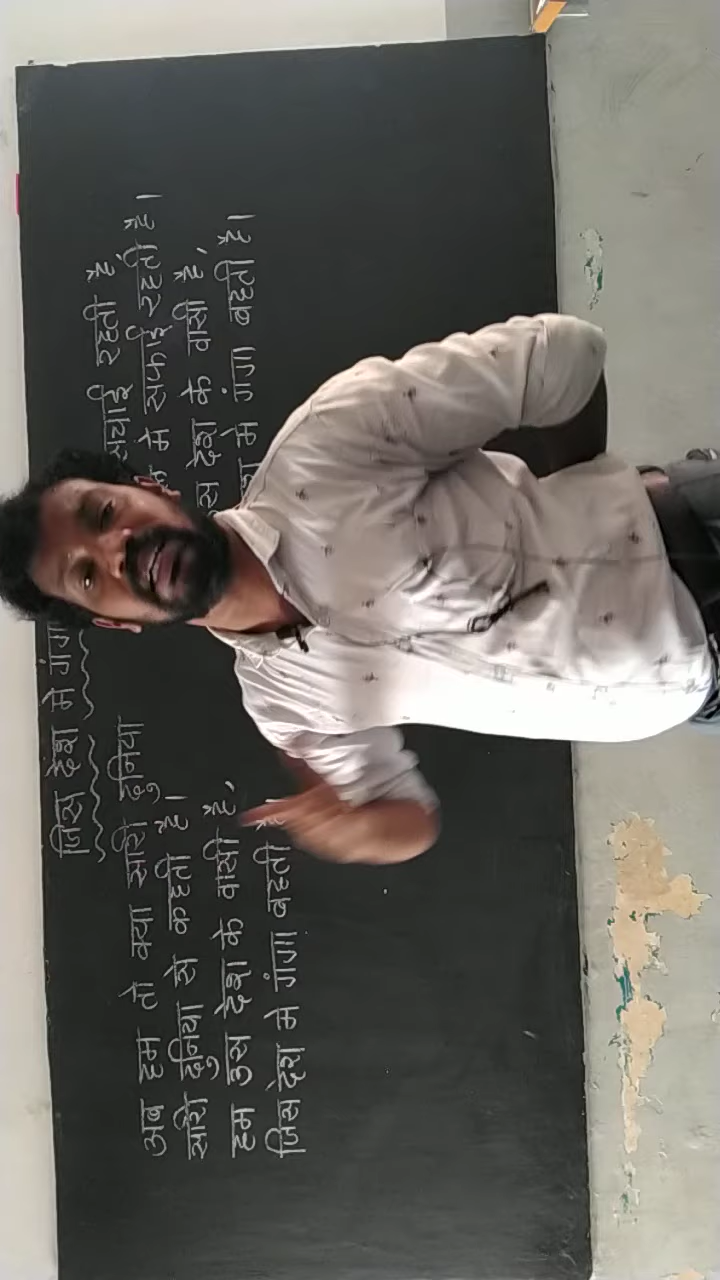 जिस देश मे गंगा
अब हम तो क्या सारी दुनिया
सारी दुनिया से कहती है।
हम उस देश के वासी है,
जिस देश मे गंगा बहती है,
सचाई रहती है,
मे सफाई रहती है।
देश के वासी है,
मे गंगा बहती है।